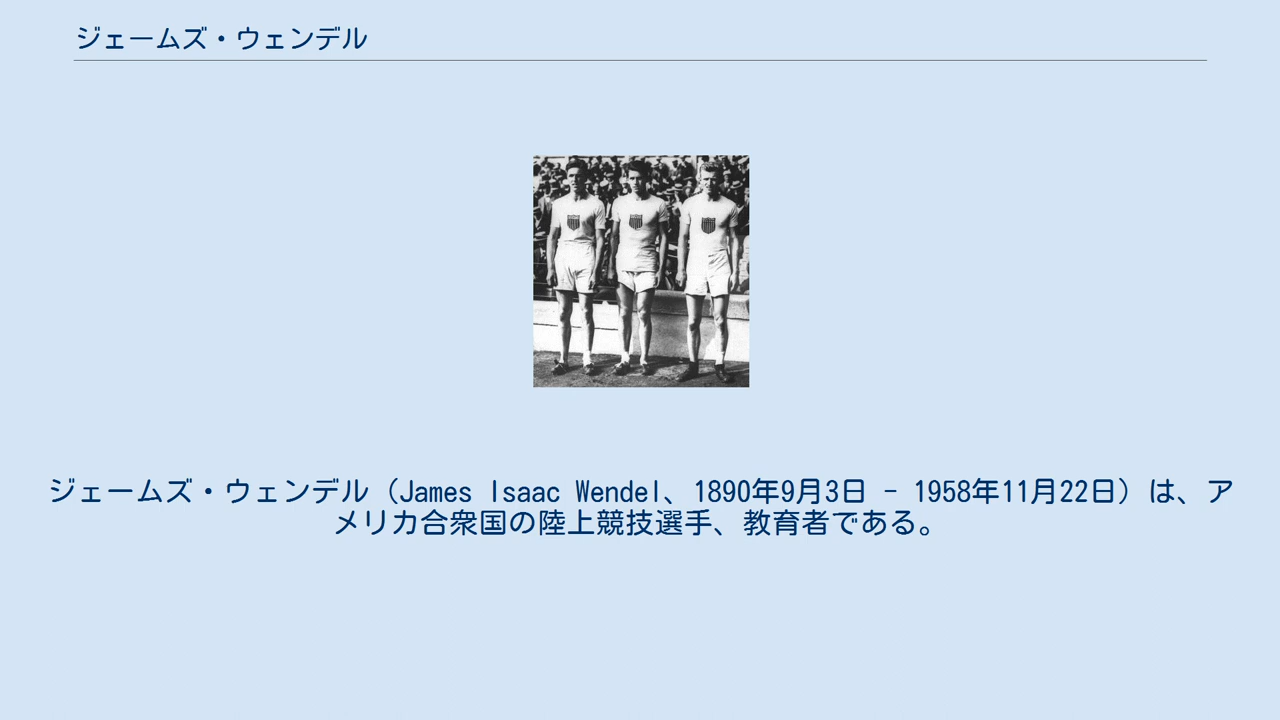 ジェームズ・ウェンデル
ジェームズ・ウェンデル（James Isaac Wendel、1890年9月3日 - 1958年11月22日）は、ア
メリカ合衆国の陸上競技選手、教育者である。